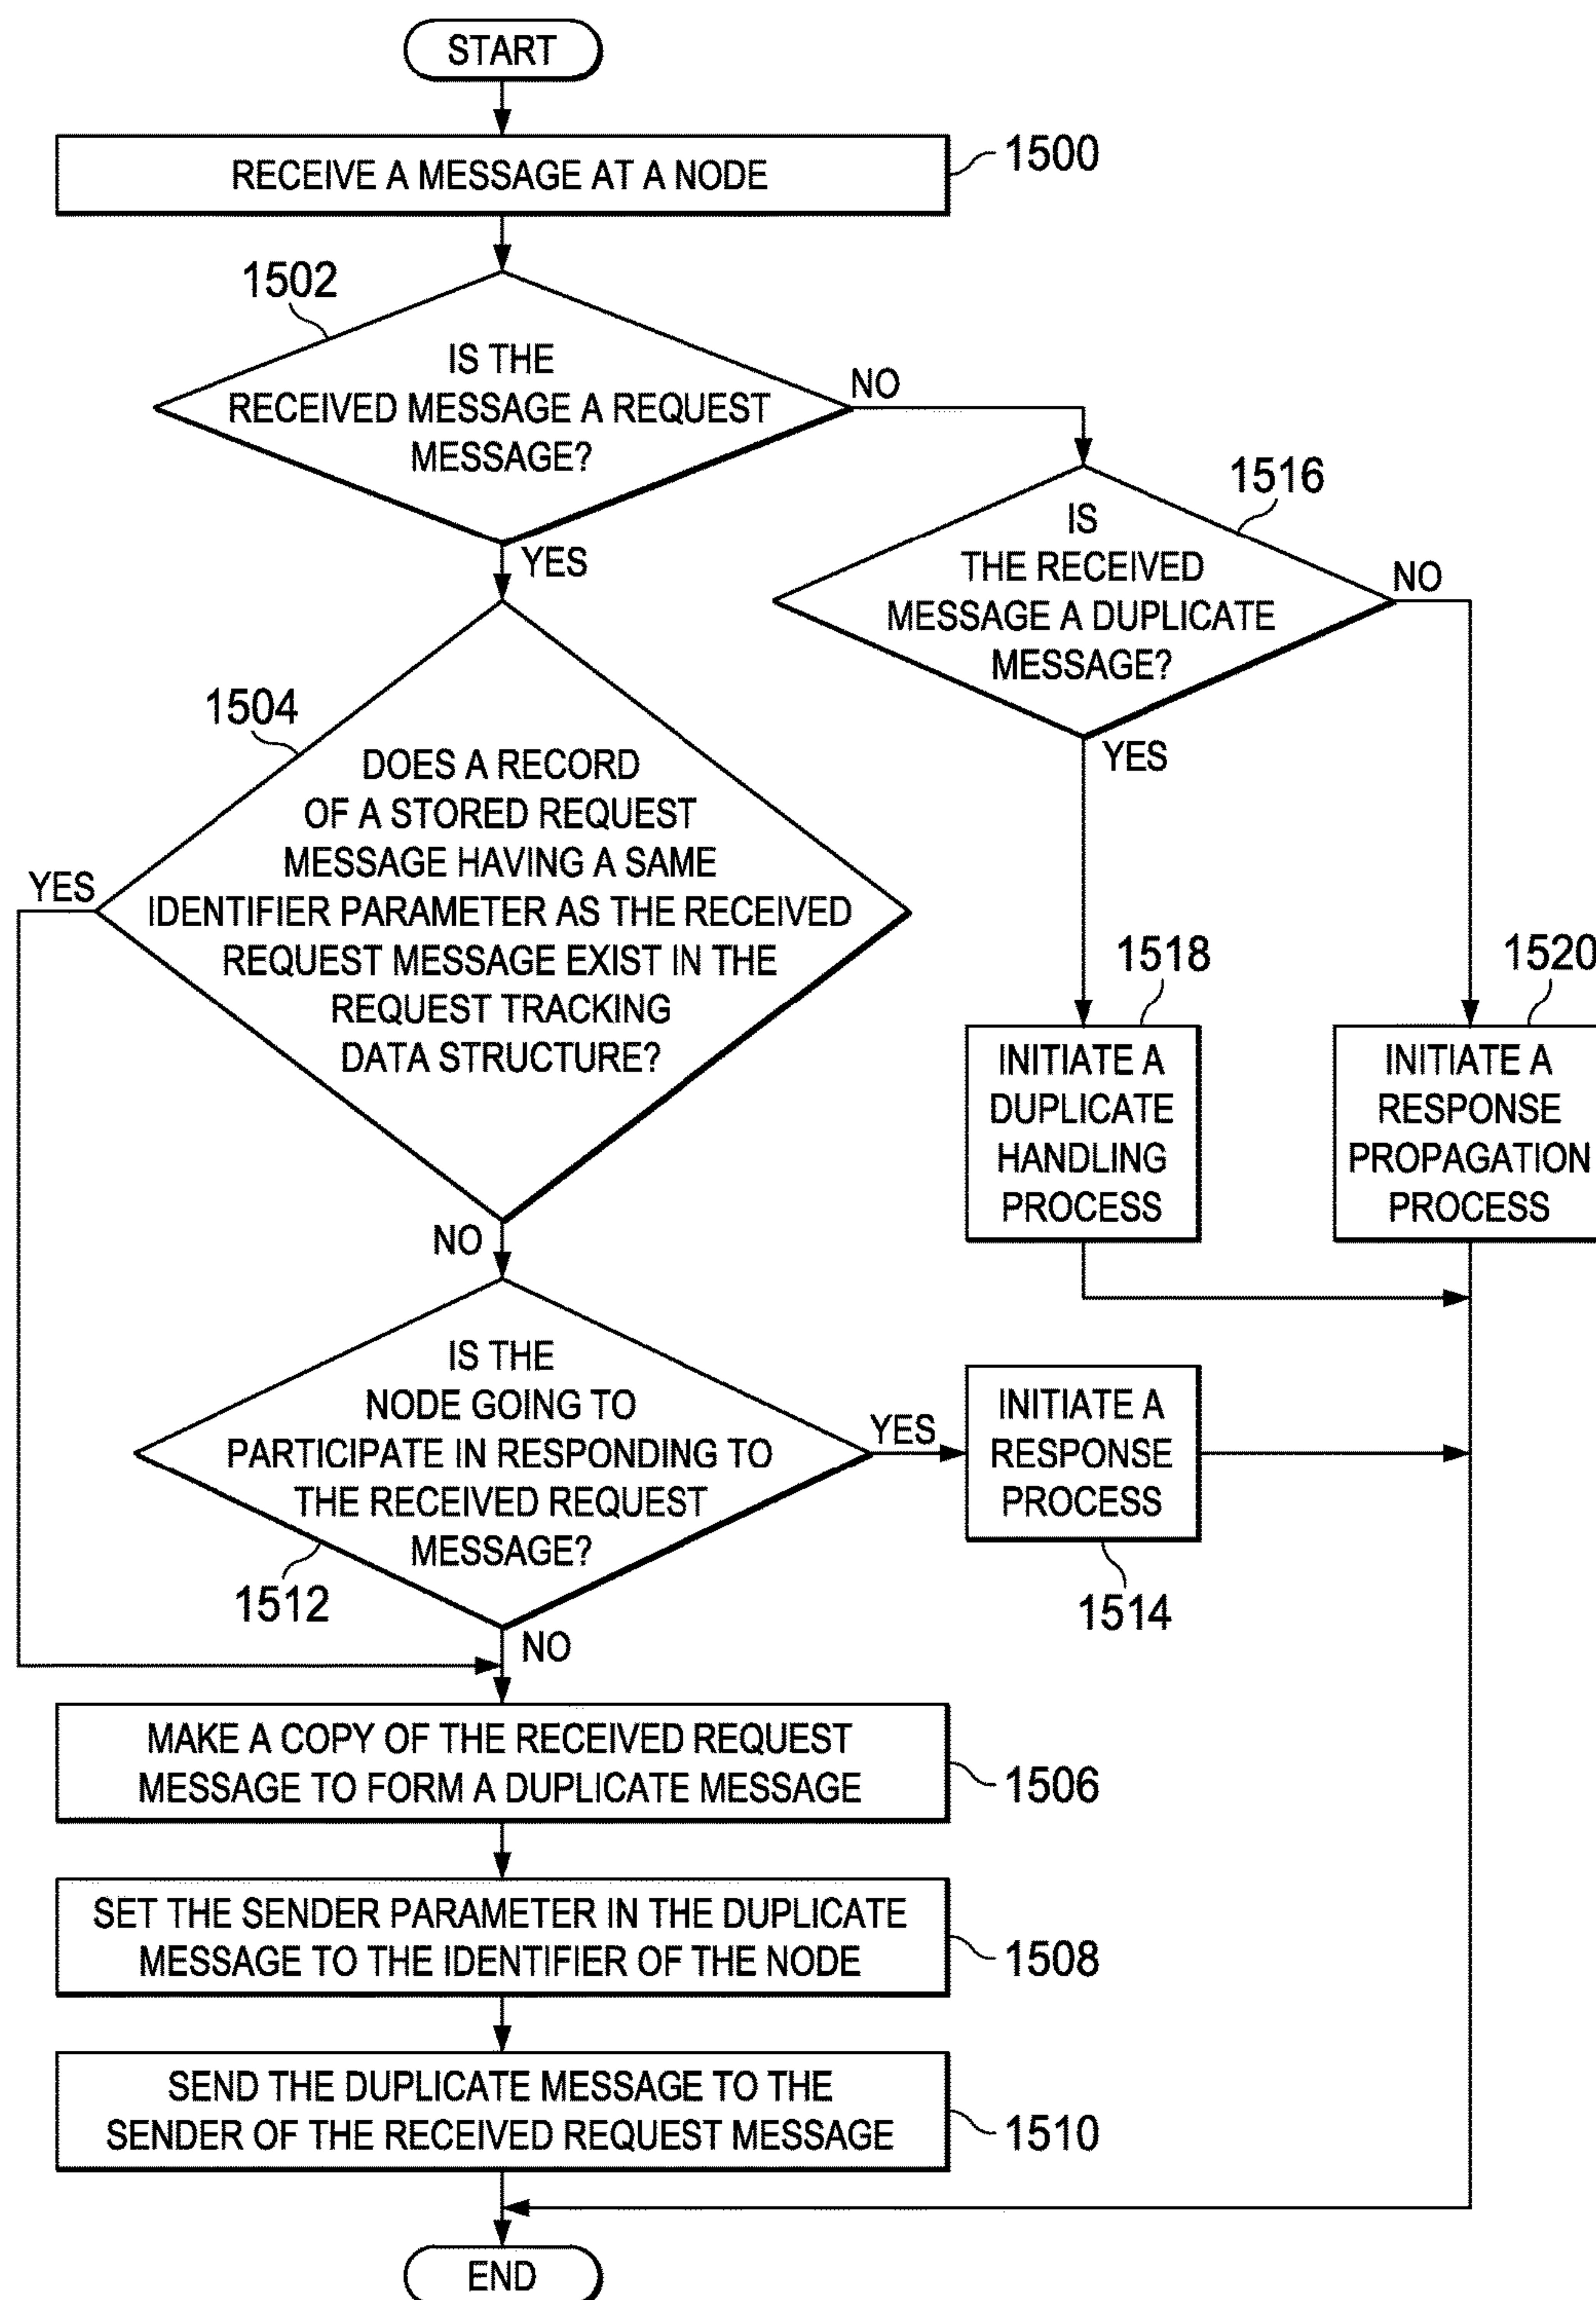 START
RECEIVE A MESSAGE AT A NODE
1500
1502
IS THE
RECEIVED MESSAGE A REQUEST
MESSAGE?
NO
YES
1516
IS
THE RECEIVED
MESSAGE A DUPLICATE
MESSAGE?
NO
YES
1504
DOES A RECORD
OF A STORED REQUEST
MESSAGE HAVING A SAME
IDENTIFIER PARAMETER AS THE RECEIVED
REQUEST MESSAGE EXIST IN THE
REQUEST TRACKING
DATA STRUCTURE?
YES
NO
1518
INITIATE A
DUPLICATE
HANDLING
PROCESS
1520
INITIATE A
RESPONSE
PROPAGATION
PROCESS
IS THE
NODE GOING TO
PARTICIPATE IN RESPONDING TO
THE RECEIVED REQUEST
MESSAGE?
1512
YES
NO
INITIATE A
RESPONSE
PROCESS
1514
MAKE A COPY OF THE RECEIVED REQUEST
MESSAGE TO FORM A DUPLICATE MESSAGE
1506
SET THE SENDER PARAMETER IN THE DUPLICATE
MESSAGE TO THE IDENTIFIER OF THE NODE
1508
SEND THE DUPLICATE MESSAGE TO THE
SENDER OF THE RECEIVED REQUEST MESSAGE
1510
END